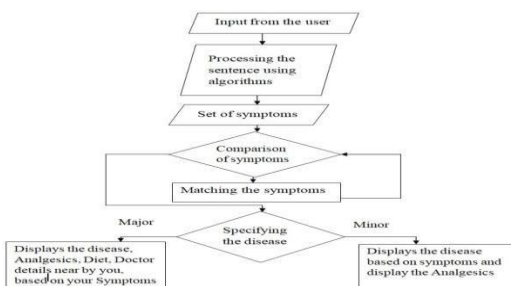 Input from the user
Processing the
sentence using
algorithms
Set of symptoms
Comparison
of symptoms
Matching the symptoms
Specifying
the disease
Major
Minor
Displays the disease,
Analgesics, Diet, Doctor
details near by you,
based on your Symptoms
Displays the disease
based on symptoms and
display the Analgesics